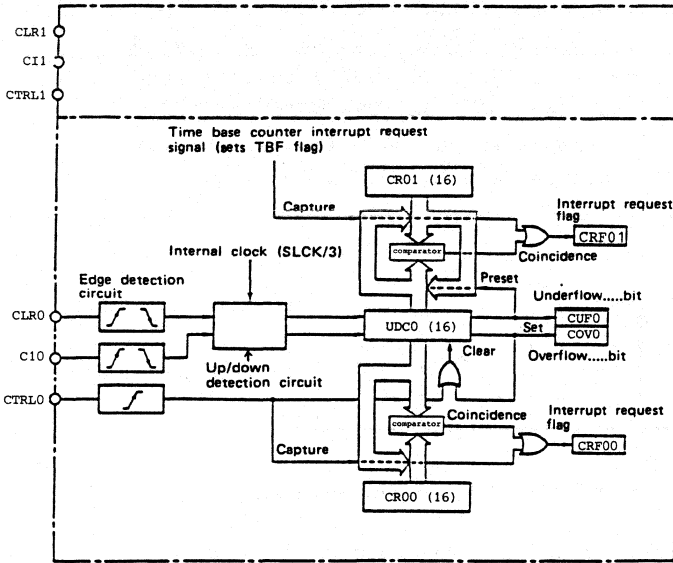 CLR1
CI1
CTRL1
Time base counter interrupt request
signal (sets TBF flag)
CR01 (16)
Capture
Interrupt request
flag
CRF01
comparator
Coincidence
Internal clock (SLCK/3)
Preset
Edge detection
circuit
Underflow.....bit
CLR0
UDC0 (16)
CUF0
Set
COV0
C10
Clear
Overflow.....bit
Up/down
detection circuit
CTRL0
Coincidence
Interrupt request
flag
comparator
Capture
CRF00
CR00 (16)